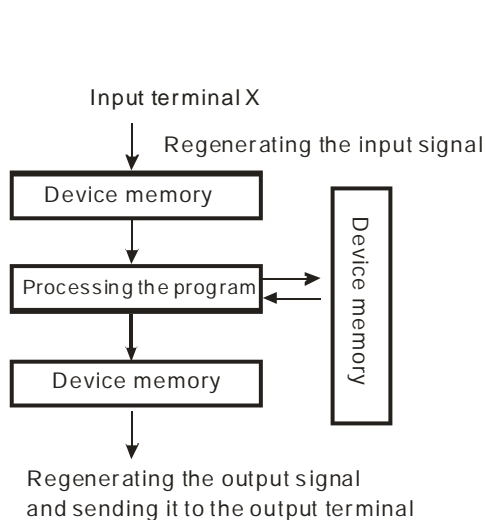 Input terminal X
Regenerating the input signal
Device memory
Processing the program
Device memory
Device memory
Regenerating the output signal
and sending it to the output terminal